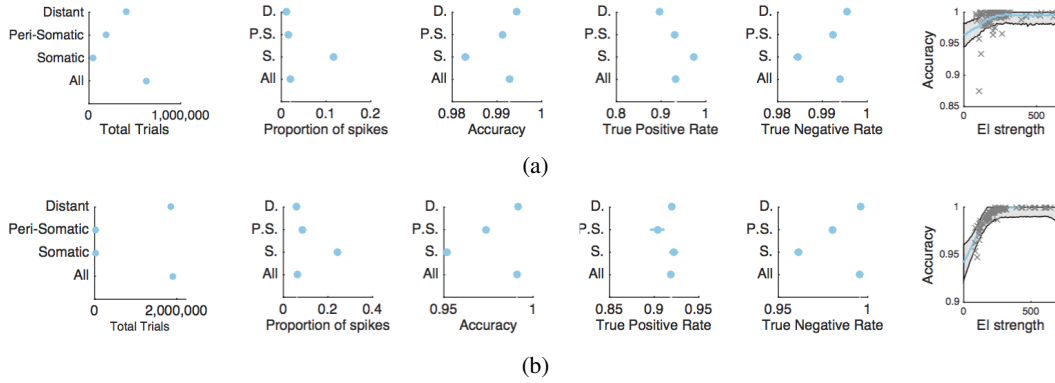 Distant
Peri-Somatic
Somatic
All
0 1,000,000
Total Trials
D.
P.S.
S.
All
0 0.1 0.2
Proportion of spikes
D.
P.S.
S.
All
0.98 0.99 1
Accuracy
D.
P.S.
S.
All
0.8 0.9 1
True Positive Rate
D.
P.S.
S.
All
0.98 0.99 1
True Negative Rate
Accuracy
1
0.95
0.9
0.85
0 500
EI strength
(a)
Distant
Peri-Somatic
Somatic
All
0 2,000,000
Total Trials
D.
P.S.
S.
All
0 0.2 0.4
Proportion of spikes
D.
P.S.
S.
All
0.95 1
Accuracy
D.
P.S.
S.
All
0.85 0.9 0.95
True Positive Rate
D.
P.S.
S.
All
0.95 1
True Negative Rate
Accuracy
1
0.95
0.9
0 500
EI strength
(b)